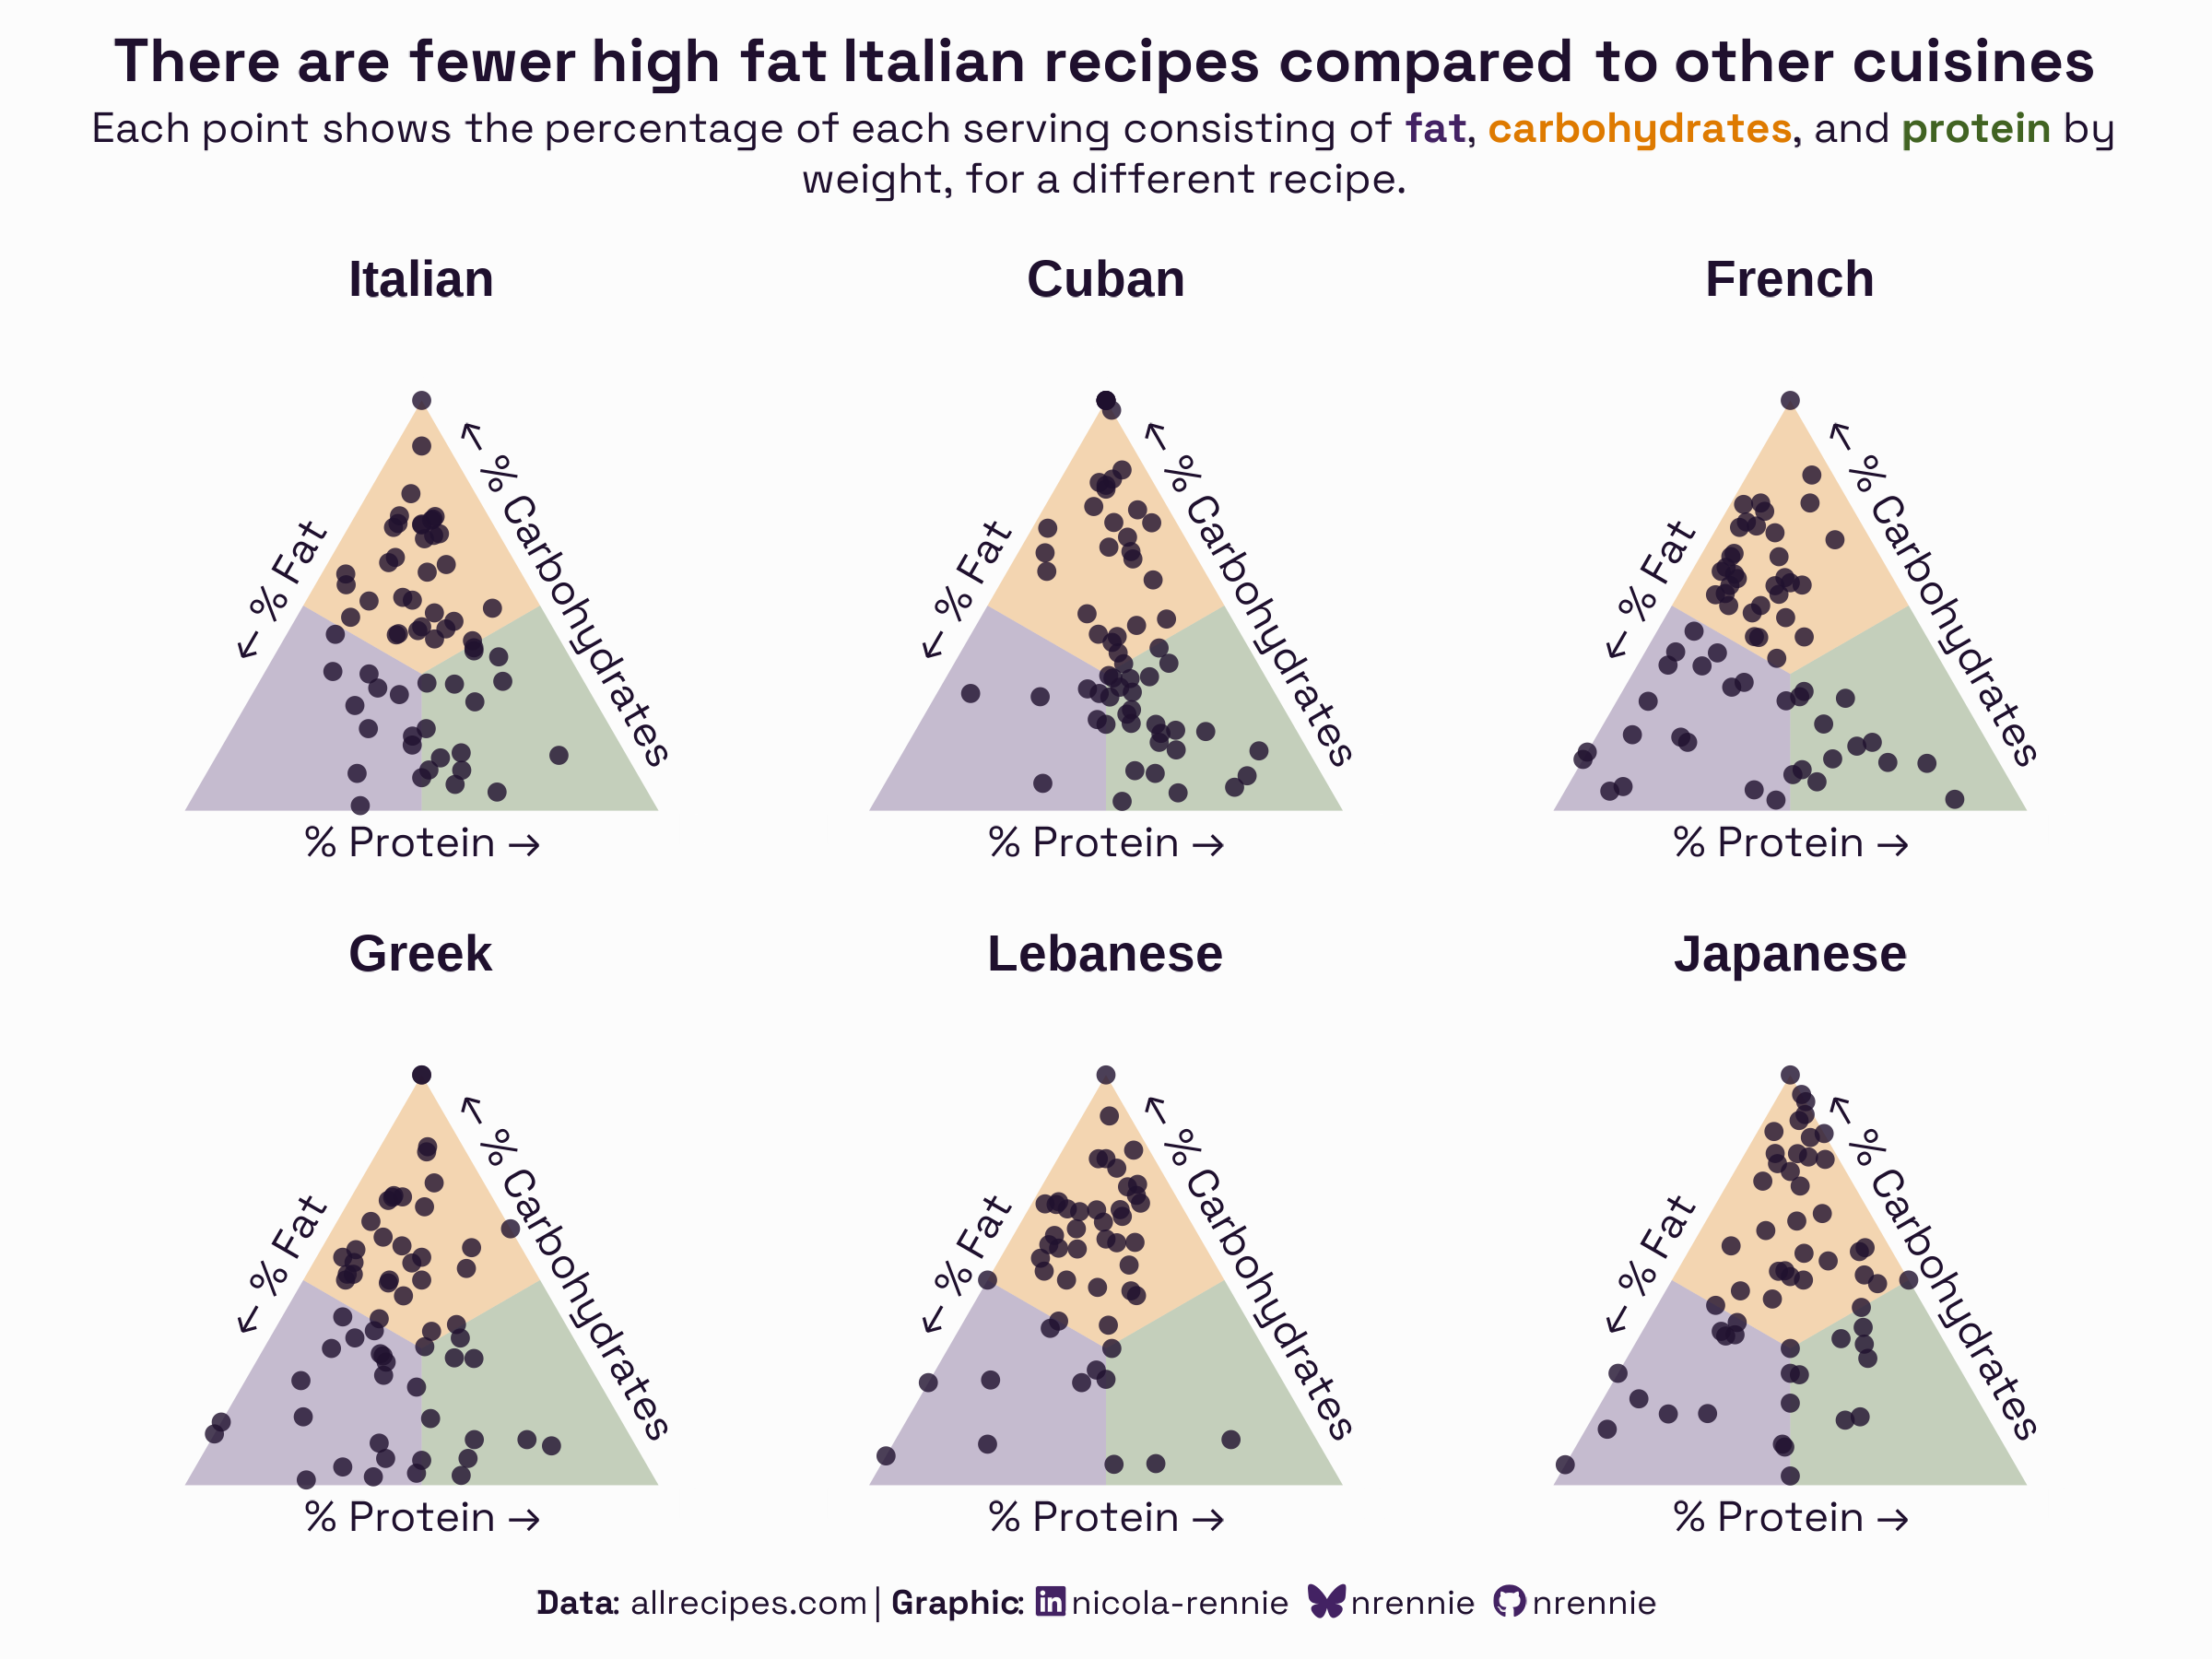 There are fewer high fat Italian recipes compared to other cuisines
Each point shows the percentage of each serving consisting of fat, carbohydrates, and protein by
weight, for a different recipe.
Italian
← % Fat
← % Carbohydrates
% Protein →
Cuban
← % Fat
← % Carbohydrates
% Protein →
French
← % Fat
← % Carbohydrates
% Protein →
Greek
← % Fat
← % Carbohydrates
% Protein →
Lebanese
← % Fat
← % Carbohydrates
% Protein →
Japanese
← % Fat
← % Carbohydrates
% Protein →
Data: allrecipes.com | Graphic: in nicola-rennie nrennie nrennie